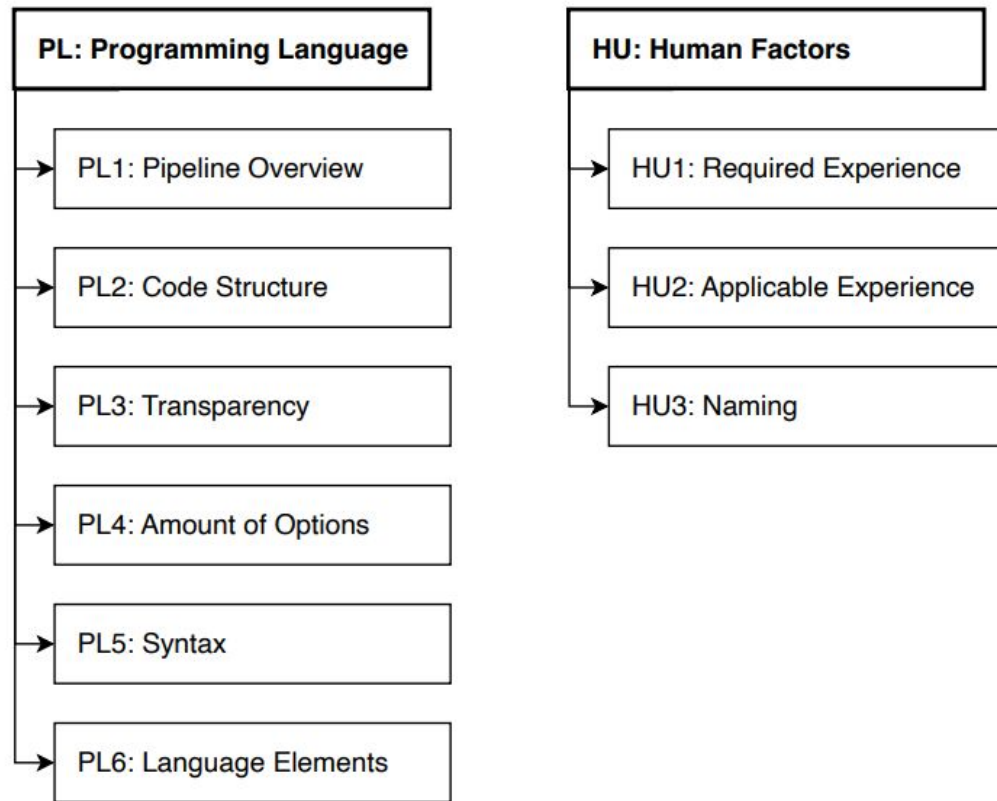 PL: Programming Language
PL1: Pipeline Overview
PL2: Code Structure
PL3: Transparency
PL4: Amount of Options
PL5: Syntax
PL6: Language Elements
HU: Human Factors
HU1: Required Experience
HU2: Applicable Experience
HU3: Naming